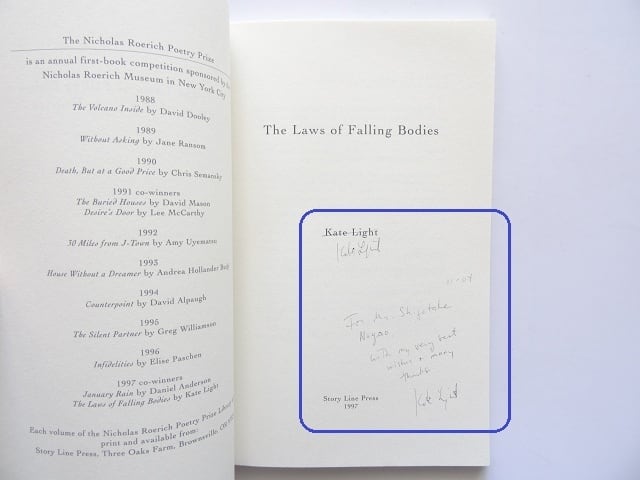 The Nicholas Roerich Poetry Prize
is an annual first-book competition sponsored by the
Nicholas Roerich Museum in New York City
1988
The Volcano Inside by David Dooley
1989
Without Asking by Jane Ransom
1990
Death, But at a Good Price by Chris Semansky
1991 co-winners
The Buried Houses by David Mason
Desire's Door by Lee McCarthy
1992
30 Miles from J-Town by Amy Uyematsu
1993
House Without a Dreamer by Andrea Hollander Budy
1994
Counterpoint by David Alpaugh
1995
The Silent Partner by Greg Williamson
1996
Infidelities by Elise Paschen
1997 co-winners
January Rain by Daniel Anderson
The Laws of Falling Bodies by Kate Light
Each volume of the Nicholas Roerich Poetry Prize Library
print and available from:
Story Line Press, Three Oaks Farm, Brownsville, OR
The Laws of Falling Bodies
Kate Light
Kate Light
11-04
For Mr.
with my very best
wishes + many
thanks
Kate Light
Story Line Press
1997